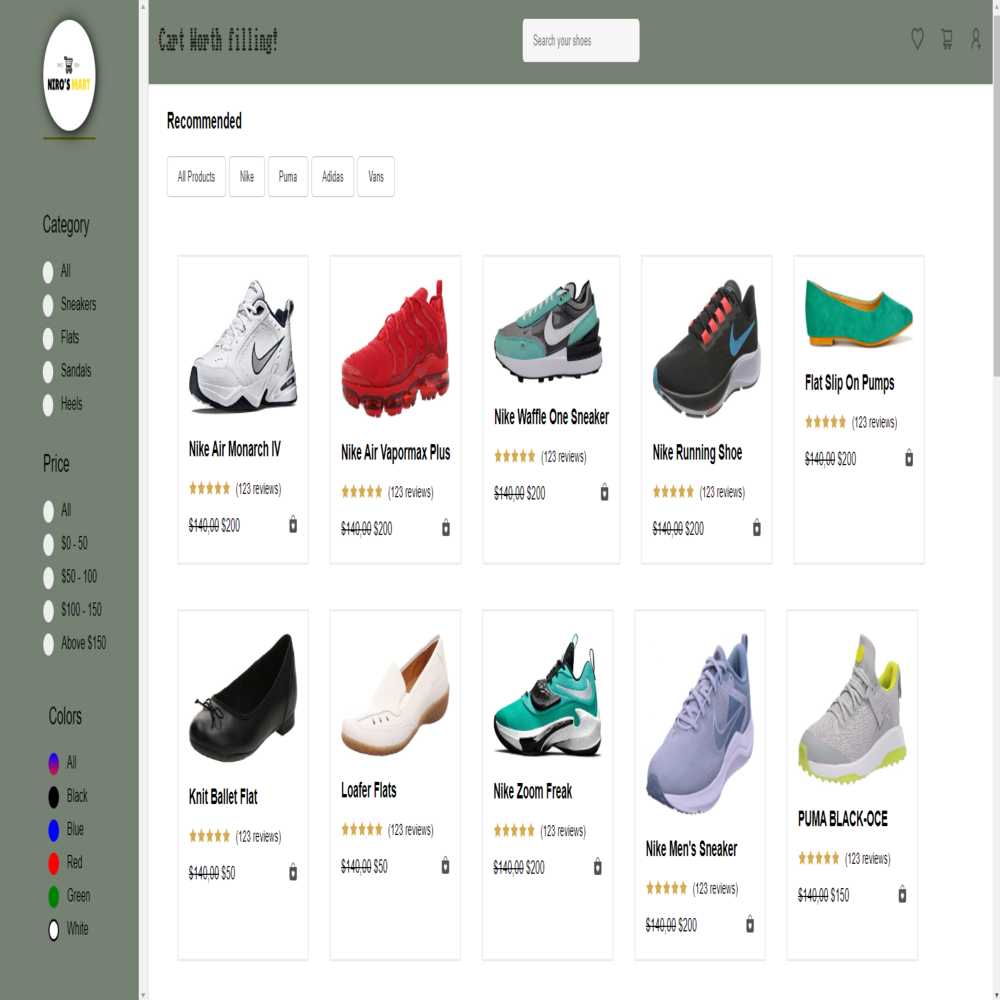 NIRO'S MART
Category
All
Sneakers
Flats
Sandals
Heels
Price
All
$0 - 50
$50 - 100
$100 - 150
Above $150
Colors
All
Black
Blue
Red
Green
White
Cart Worth filling!
Search your shoes
Recommended
All Products
Nike
Puma
Adidas
Vans
Nike Air Monarch IV
(123 reviews)
$140,00 $200
Nike Air Vapormax Plus
(123 reviews)
$140,00 $200
Nike Waffle One Sneaker
(123 reviews)
$140,00 $200
Nike Running Shoe
(123 reviews)
$140,00 $200
Flat Slip On Pumps
(123 reviews)
$140,00 $200
Knit Ballet Flat
(123 reviews)
$140,00 $50
Loafer Flats
(123 reviews)
$140,00 $50
Nike Zoom Freak
(123 reviews)
$140,00 $200
Nike Men's Sneaker
(123 reviews)
$140,00 $200
PUMA BLACK-OCE
(123 reviews)
$140,00 $150